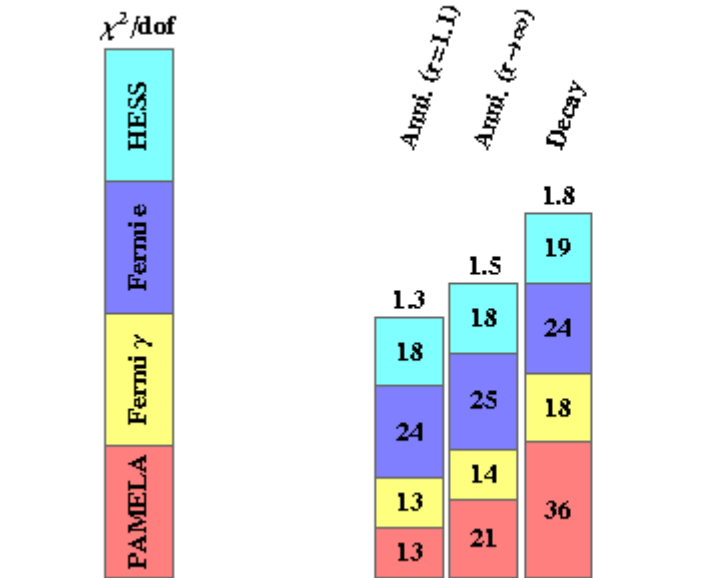 χ²/dof
HESS
Fermi e
Fermi γ
PAMELA
Anni. (r=1.1)
Anni. (r→∞)
Decay
1.3
18
24
13
13
1.5
18
25
14
21
1.8
19
24
18
36